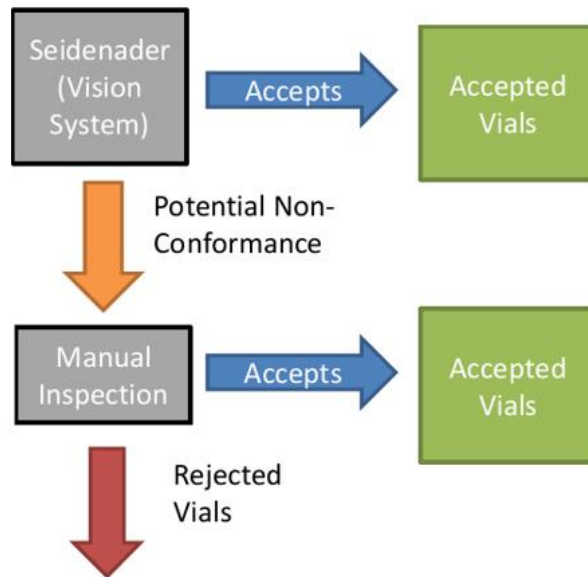 Seidenader
(Vision
System)
Accepts
Accepted
Vials
Potential Non-
Conformance
Manual
Inspection
Accepts
Accepted
Vials
Rejected
Vials